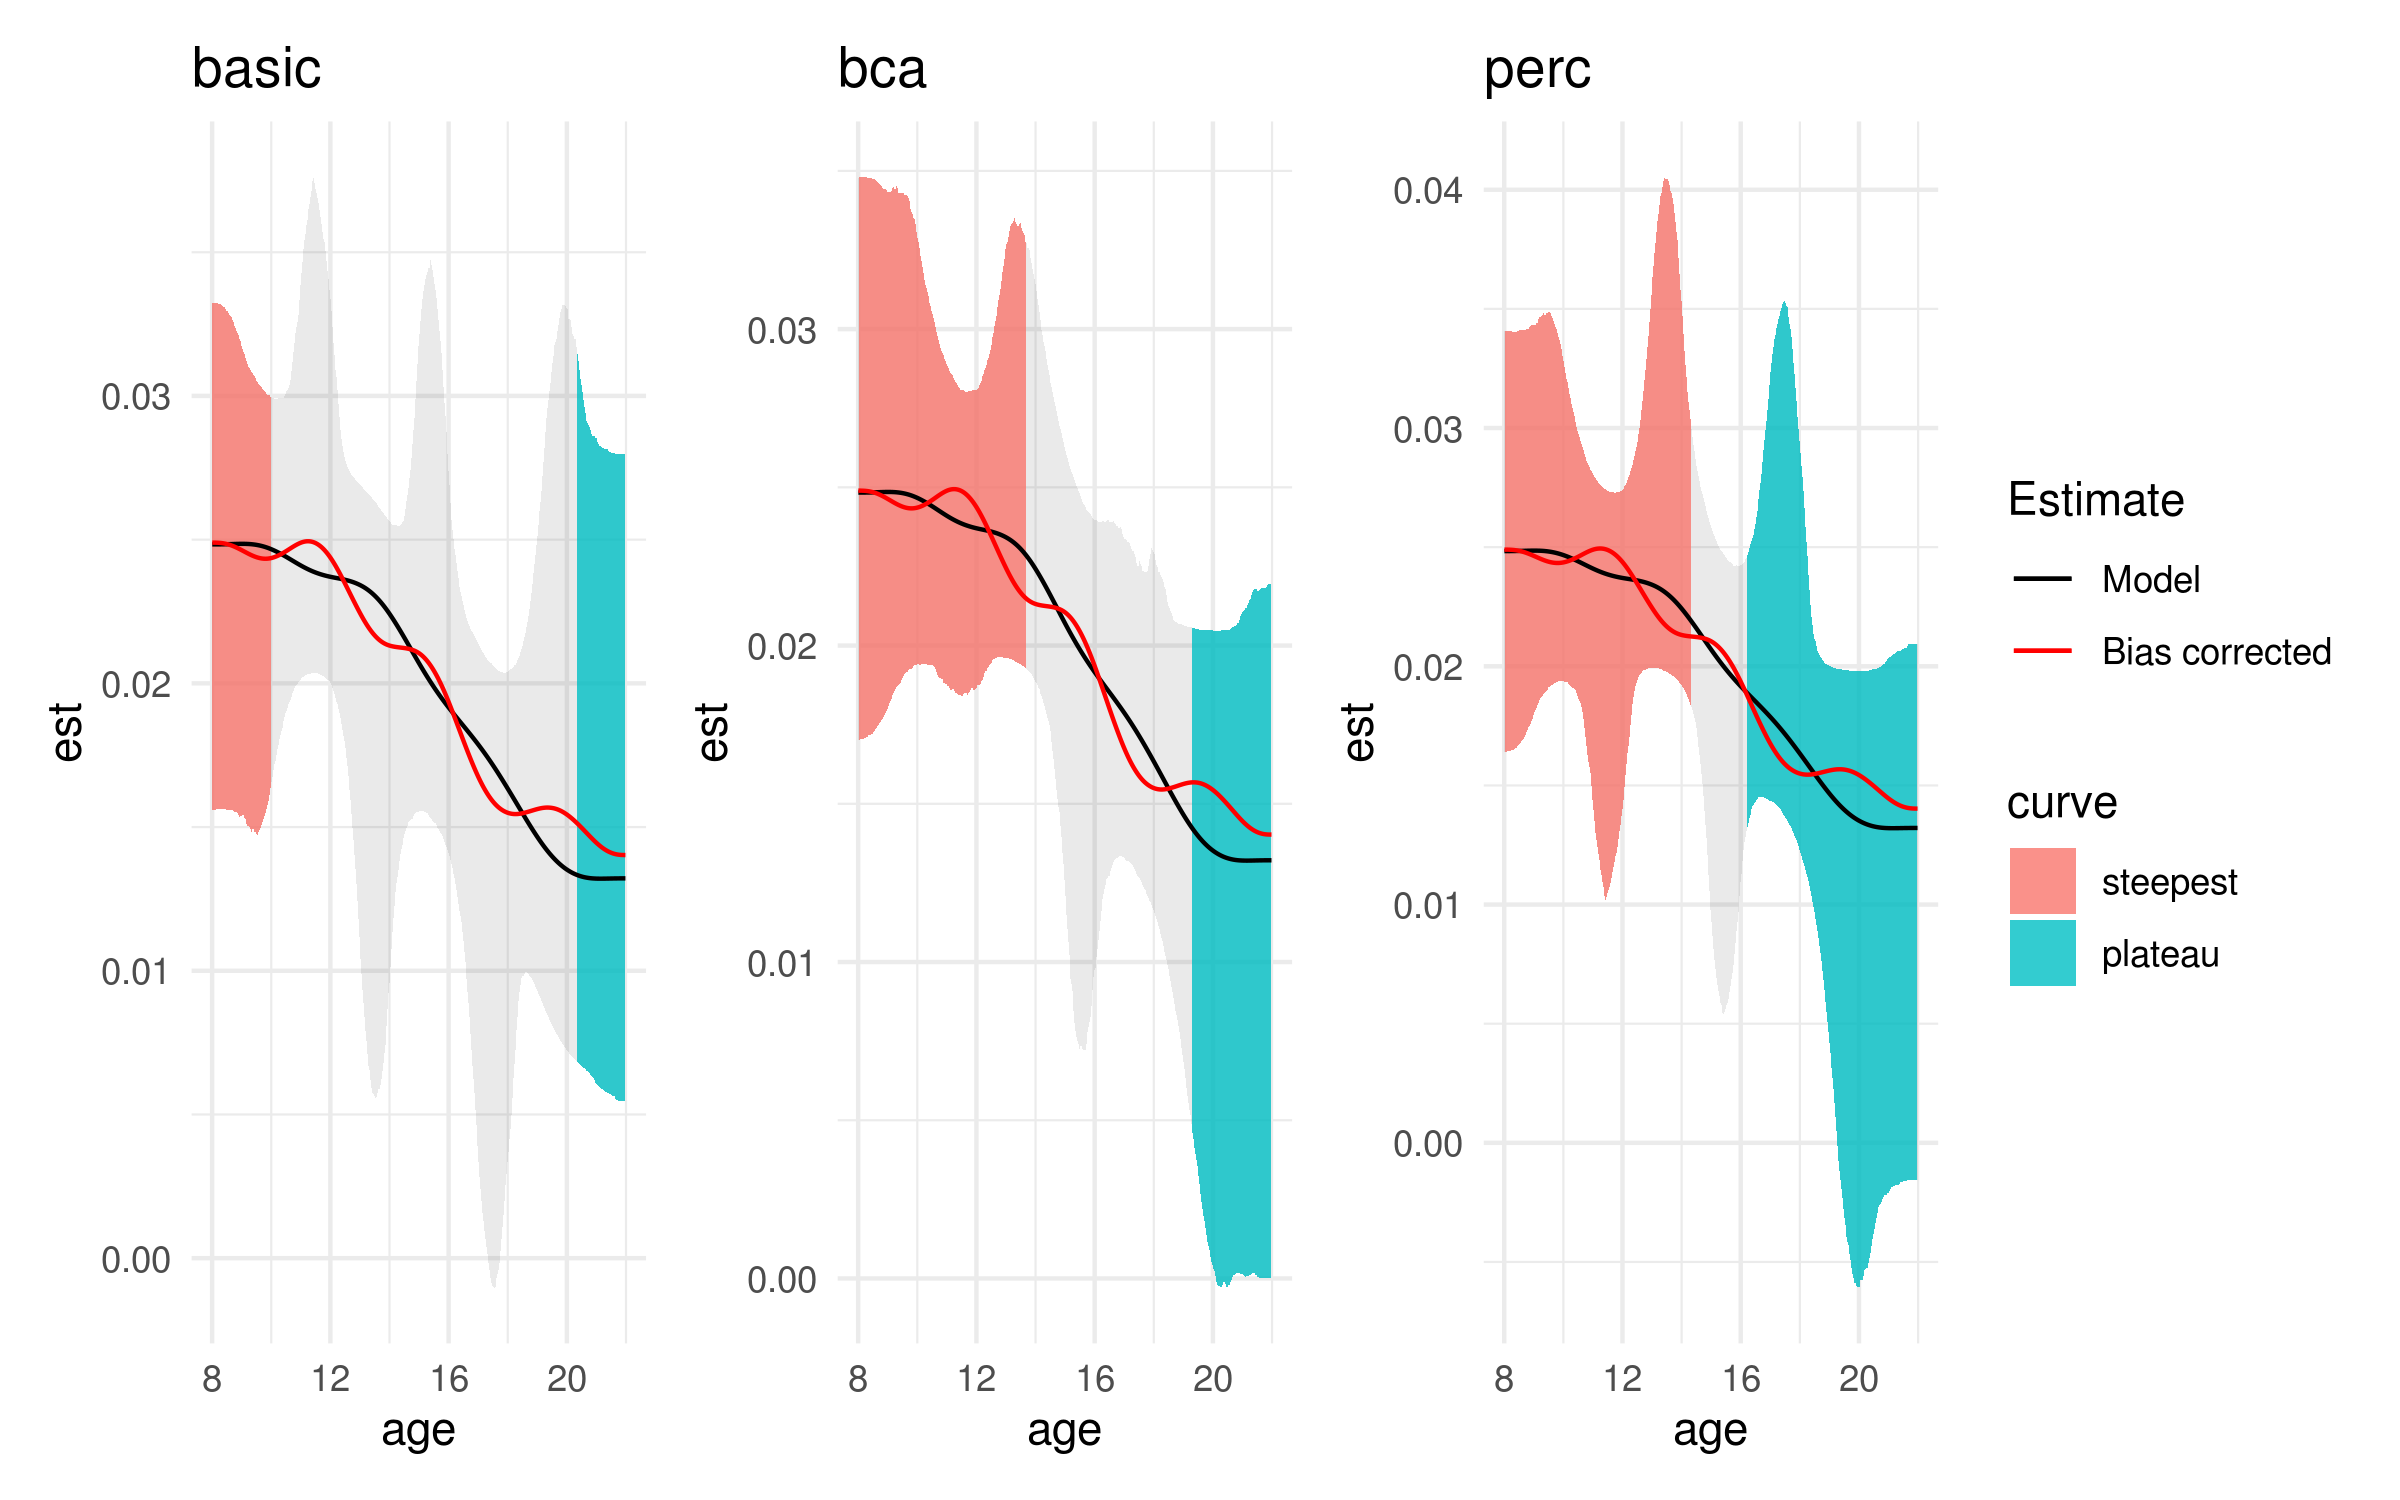 basic
bca
perc
est
0.03
0.02
0.01
0.00
8 12 16 20
age
est
0.03
0.02
0.01
0.00
8 12 16 20
age
est
0.04
0.03
0.02
0.01
0.00
8 12 16 20
age
Estimate
Model
Bias corrected
curve
steepest
plateau